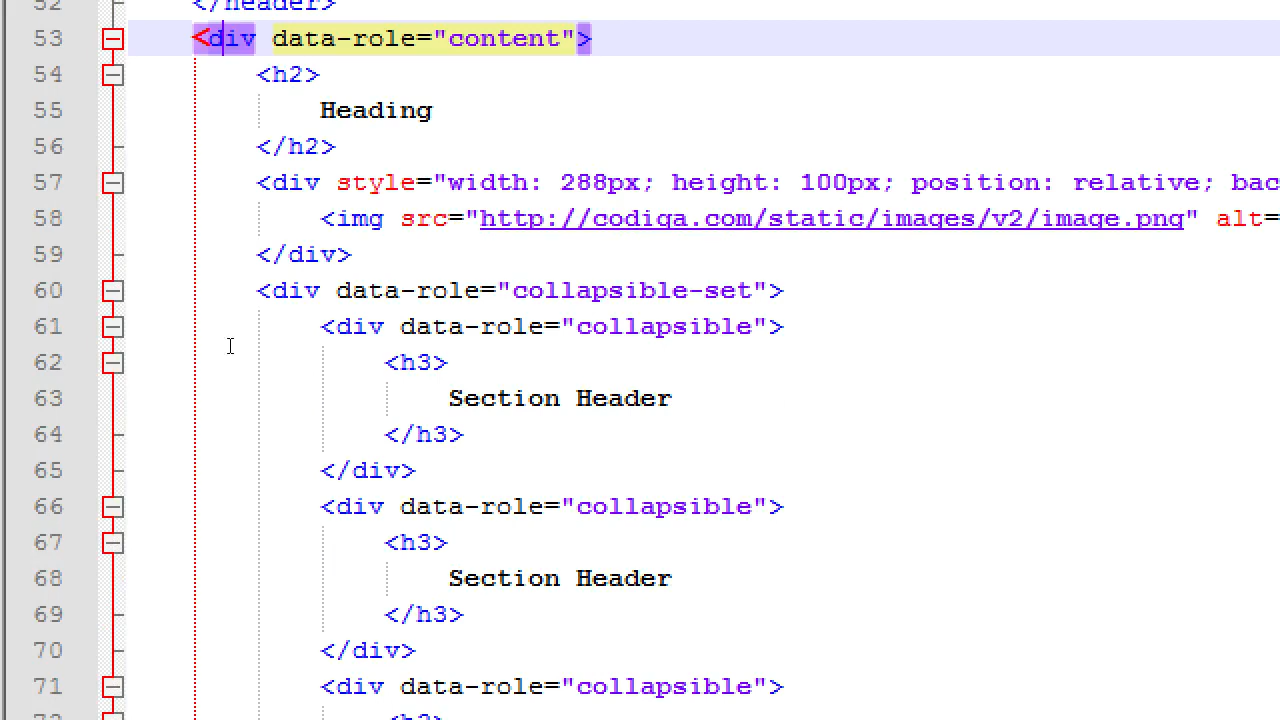 52 </header>
53 <div data-role="content">
54 <h2>
55 Heading
56 </h2>
57 <div style="width: 288px; height: 100px; position: relative; bac
58 <img src="http://codiqa.com/static/images/v2/image.png" alt=
59 </div>
60 <div data-role="collapsible-set">
61 <div data-role="collapsible">
62 <h3>
63 Section Header
64 </h3>
65 </div>
66 <div data-role="collapsible">
67 <h3>
68 Section Header
69 </h3>
70 </div>
71 <div data-role="collapsible">
72 <h3>